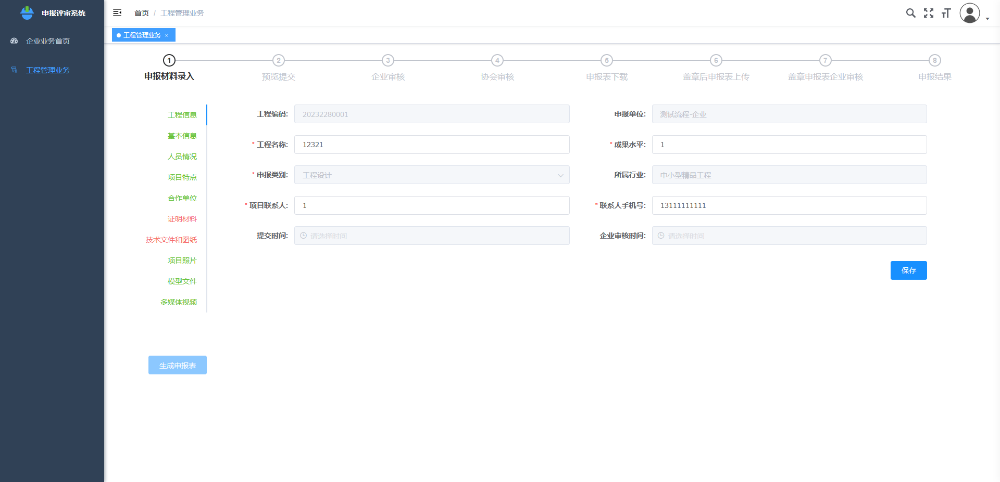 申报评审系统
企业业务首页
工程管理业务
首页 / 工程管理业务
工程管理业务 ×
1 2 3 4 5 6 7 8
申报材料录入 预览提交 企业审核 协会审核 申报表下载 盖章后申报表上传 盖章申报表企业审核 申报结果
工程信息
基本信息
人员情况
项目特点
合作单位
证明材料
技术文件和图纸
项目照片
模型文件
多媒体视频
生成申报表
工程编码: 20232280001 申报单位: 测试流程-企业
* 工程名称: 12321 * 成果水平: 1
* 申报类别: 工程设计 所属行业: 中小型精品工程
* 项目联系人: 1 * 联系人手机号: 13111111111
提交时间: 请选择时间 企业审核时间: 请选择时间
保存